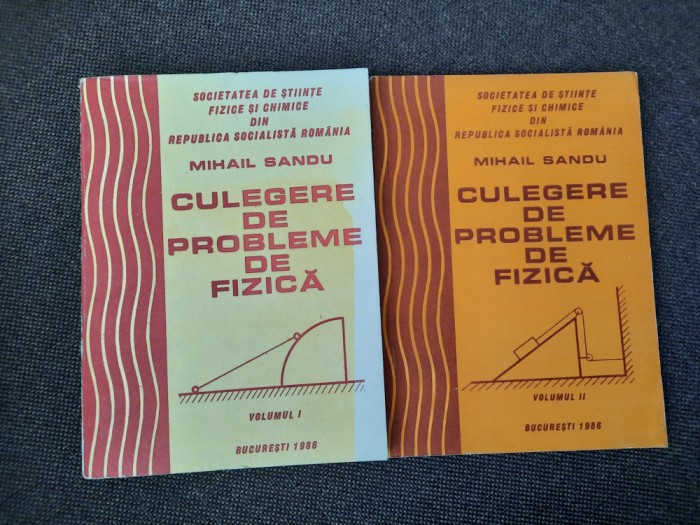 SOCIETATEA DE ȘTIINȚE
FIZICE ȘI CHIMICE
DIN
REPUBLICA SOCIALISTĂ ROMÂNIA
MIHAIL SANDU
CULEGERE
DE
PROBLEME
DE
FIZICĂ
VOLUMUL I
BUCUREȘTI 1986
SOCIETATEA DE ȘTIINȚE
FIZICE ȘI CHIMICE
DIN
REPUBLICA SOCIALISTĂ ROMÂNIA
MIHAIL SANDU
CULEGERE
DE
PROBLEME
DE
FIZICĂ
VOLUMUL II
BUCUREȘTI 1986